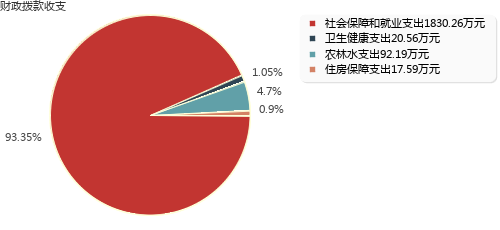 财政拨款收支
社会保障和就业支出1830.26万元
卫生健康支出20.56万元
农林水支出92.19万元
住房保障支出17.59万元
1.05%
4.7%
0.9%
93.35%